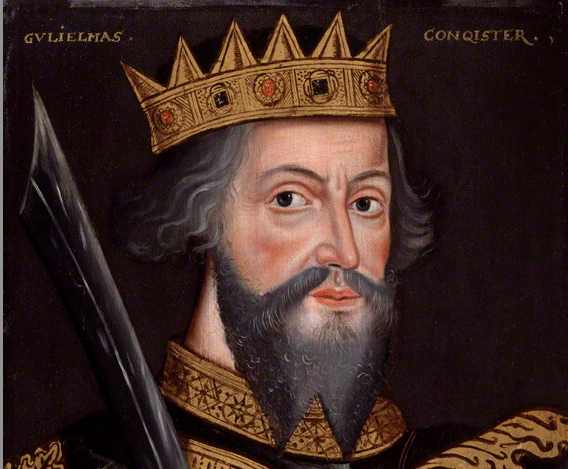 GVLIELMAS . CONQISTER . ,